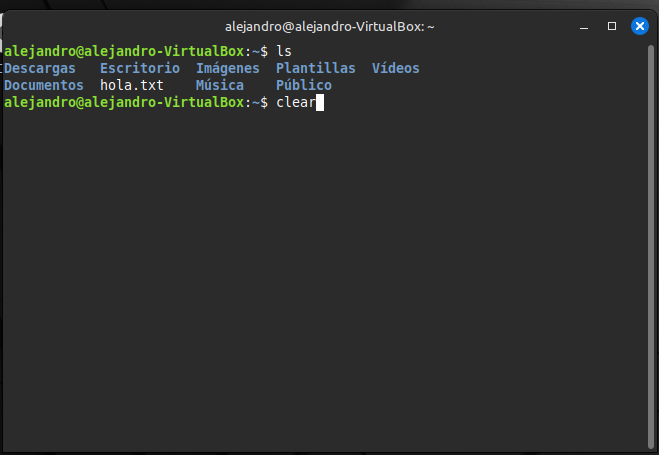 alejandro@alejandro-VirtualBox: ~
alejandro@alejandro-VirtualBox:~$ ls
Descargas Escritorio Imágenes Plantillas Vídeos
Documentos hola.txt Música Público
alejandro@alejandro-VirtualBox:~$ clear